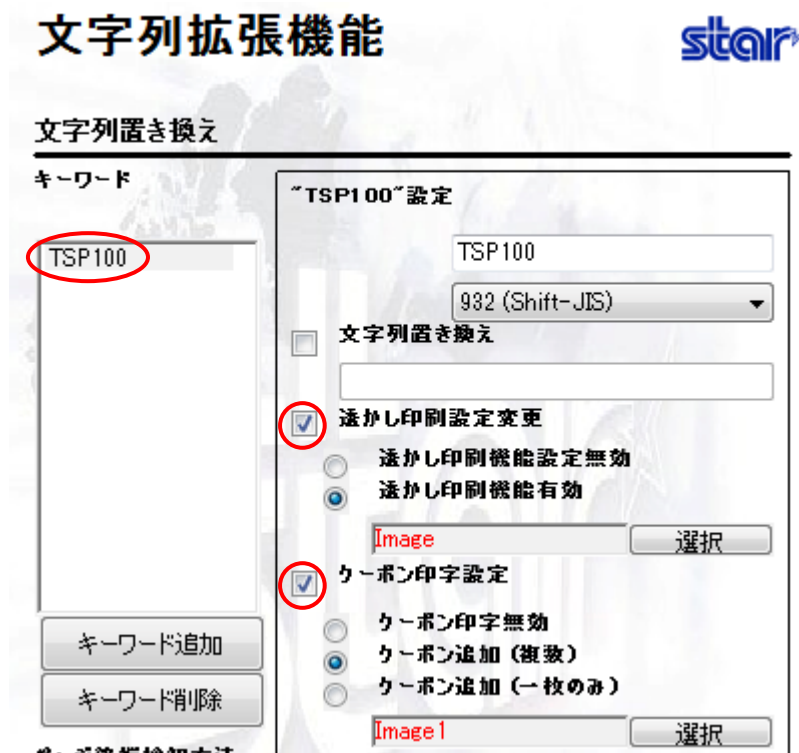 文字列拡張機能
star
文字列置き換え
キーワード
TSP100
キーワード追加
キーワード削除
"TSP100"設定
TSP100
932 (Shift-JIS)
文字列置き換え
透かし印刷設定変更
透かし印刷機能設定無効
透かし印刷機能有効
Image
選択
クーポン印字設定
クーポン印字無効
クーポン追加（複数）
クーポン追加（一枚のみ）
Image1
選択